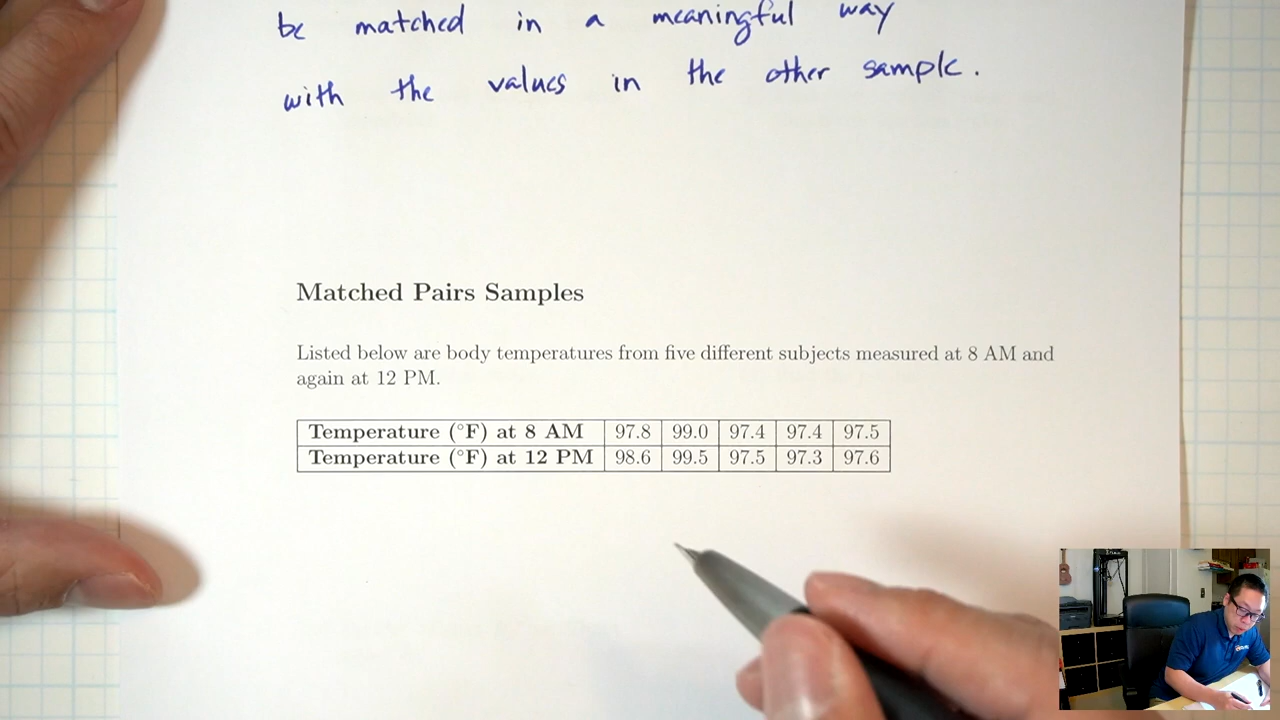 be matched in a meaningful way
with the values in the other sample.
Matched Pairs Samples
Listed below are body temperatures from five different subjects measured at 8 AM and
again at 12 PM.
Temperature (°F) at 8 AM 97.8 99.0 97.4 97.4 97.5
Temperature (°F) at 12 PM 98.6 99.5 97.5 97.3 97.6